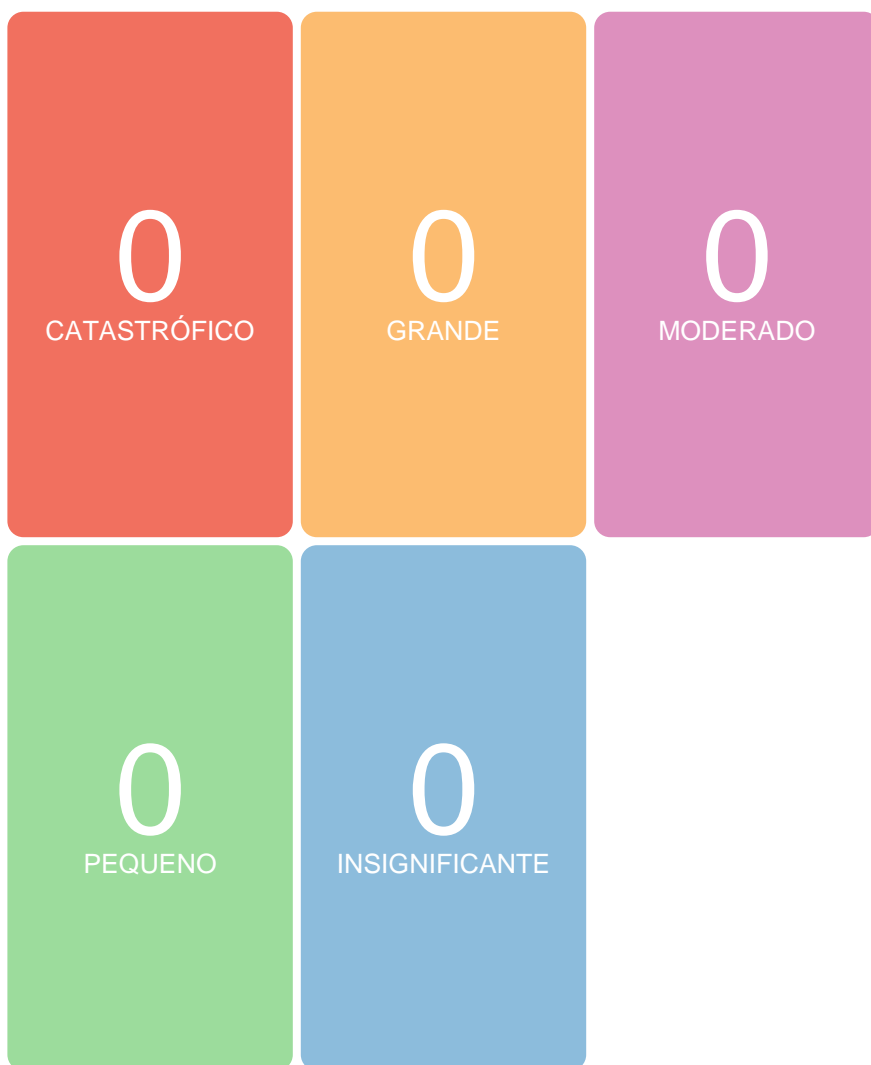 0
CATASTRÓFICO
0
GRANDE
0
MODERADO
0
PEQUENO
0
INSIGNIFICANTE